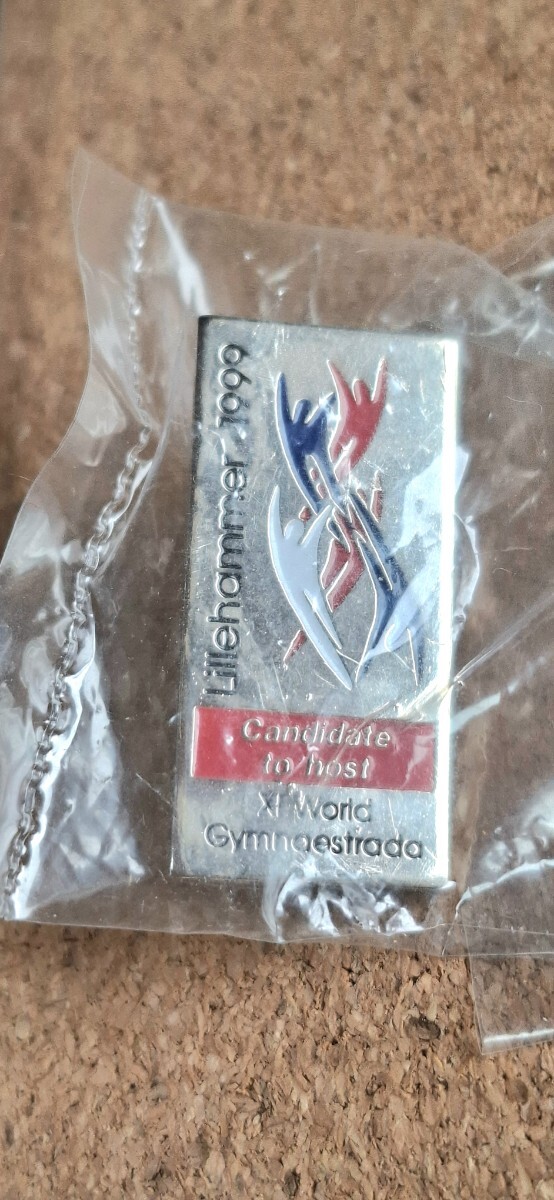 Lillehammer 1999
Candidate
to host
XI World
Gymnaestrada